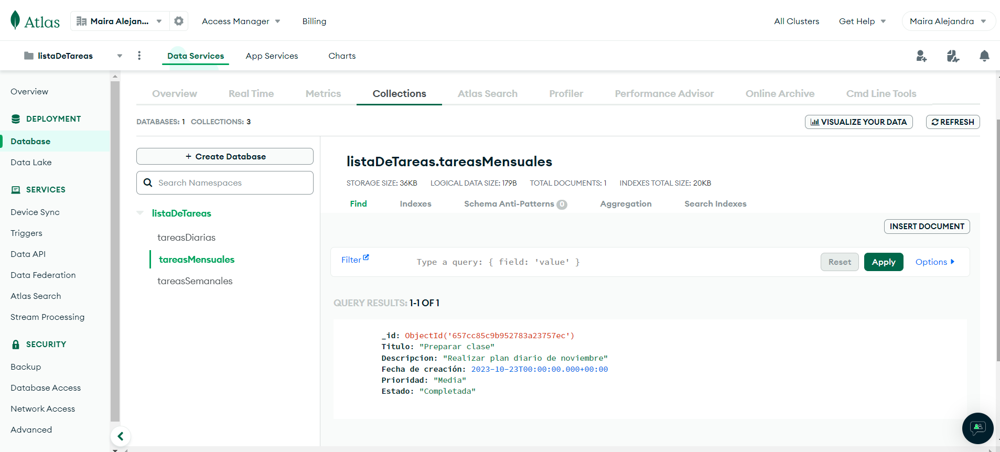 Atlas
Maira Alejan...
Access Manager
Billing
All Clusters
Get Help
Maira Alejandra
listaDeTareas
Data Services
App Services
Charts
Overview
DEPLOYMENT
Database
Data Lake
SERVICES
Device Sync
Triggers
Data API
Data Federation
Atlas Search
Stream Processing
SECURITY
Backup
Database Access
Network Access
Advanced
Overview
Real Time
Metrics
Collections
Atlas Search
Profiler
Performance Advisor
Online Archive
Cmd Line Tools
DATABASES: 1 COLLECTIONS: 3
VISUALIZE YOUR DATA
REFRESH
+ Create Database
Search Namespaces
listaDeTareas
tareasDiarias
tareasMensuales
tareasSemanales
listaDeTareas.tareasMensuales
STORAGE SIZE: 36KB LOGICAL DATA SIZE: 179B TOTAL DOCUMENTS: 1 INDEXES TOTAL SIZE: 20KB
Find
Indexes
Schema Anti-Patterns 0
Aggregation
Search Indexes
INSERT DOCUMENT
Filter
Type a query: { field: 'value' }
Reset
Apply
Options
QUERY RESULTS: 1-1 OF 1
_id: ObjectId('657cc85c9b952783a23757ec')
Titulo: "Preparar clase"
Descripcion: "Realizar plan diario de noviembre"
Fecha de creación: 2023-10-23T00:00:00.000+00:00
Prioridad: "Media"
Estado: "Completada"